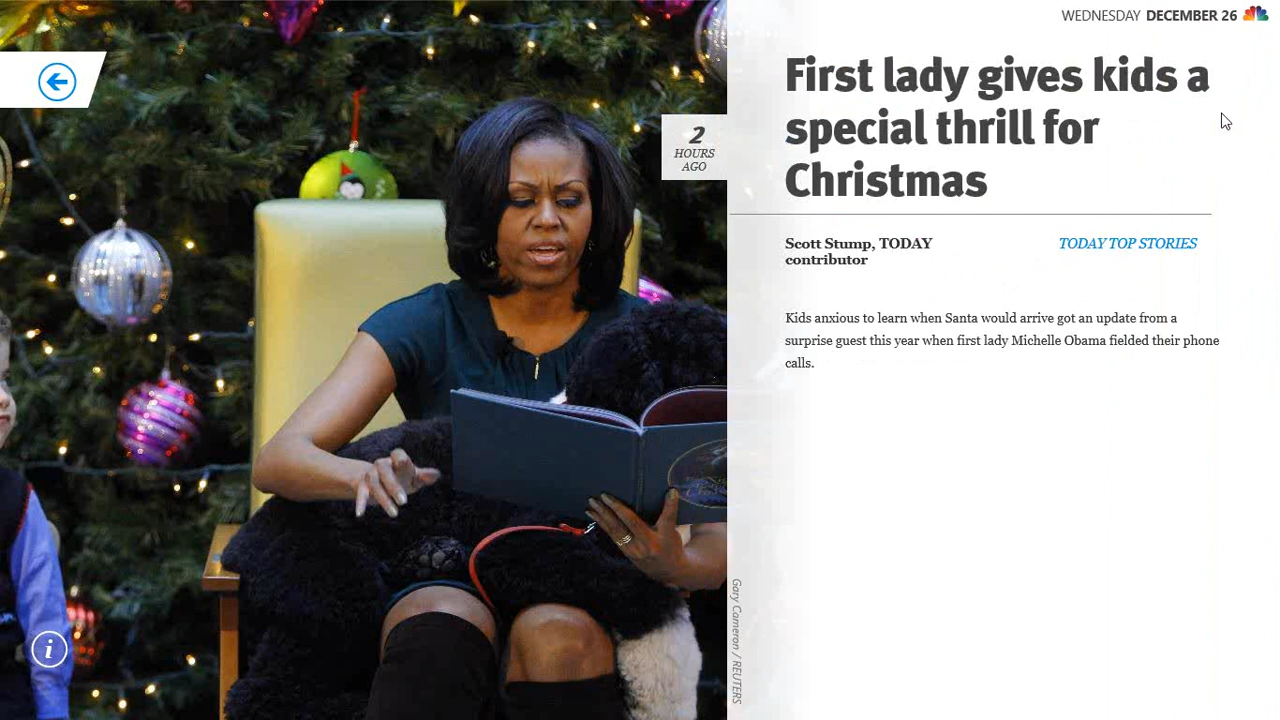 WEDNESDAY DECEMBER 26
First lady gives kids a
special thrill for
Christmas
2
HOURS
AGO
Scott Stump, TODAY
contributor
TODAY TOP STORIES
Kids anxious to learn when Santa would arrive got an update from a
surprise guest this year when first lady Michelle Obama fielded their phone
calls.
Gary Cameron / REUTERS
i